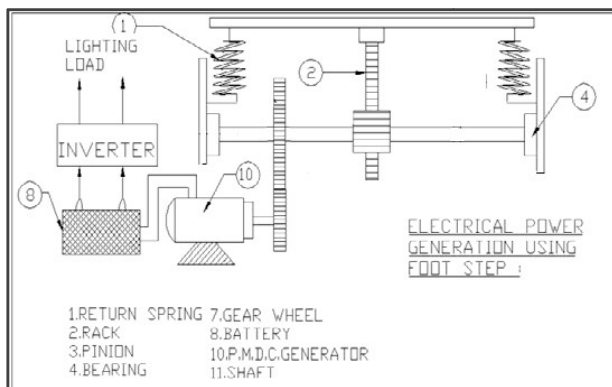 1
LIGHTING
LOAD
2
4
INVERTER
10
8
ELECTRICAL POWER
GENERATION USING
FOOT STEP :
1.RETURN SPRING 7.GEAR WHEEL
2.RACK 8.BATTERY
3.PINION 10.P.M.D.C.GENERATOR
4.BEARING 11.SHAFT